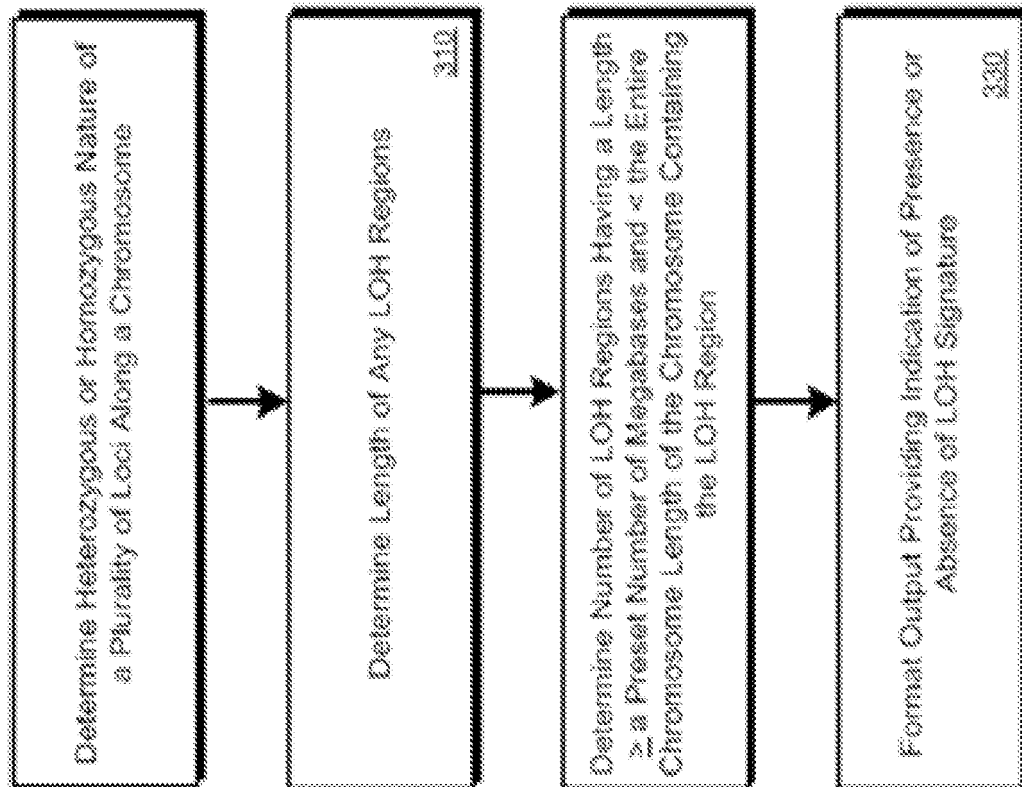 Determine Heterozygous or Homozygous Nature of
a Plurality of Loci Along a Chromosome
Determine Length of Any LOH Regions
310
Determine Number of LOH Regions Having a Length
≥ a Preset Number of Megabases and < the Entire
Chromosome Length of the Chromosome Containing
the LOH Region
Format Output Providing Indication of Presence or
Absence of LOH Signature
330